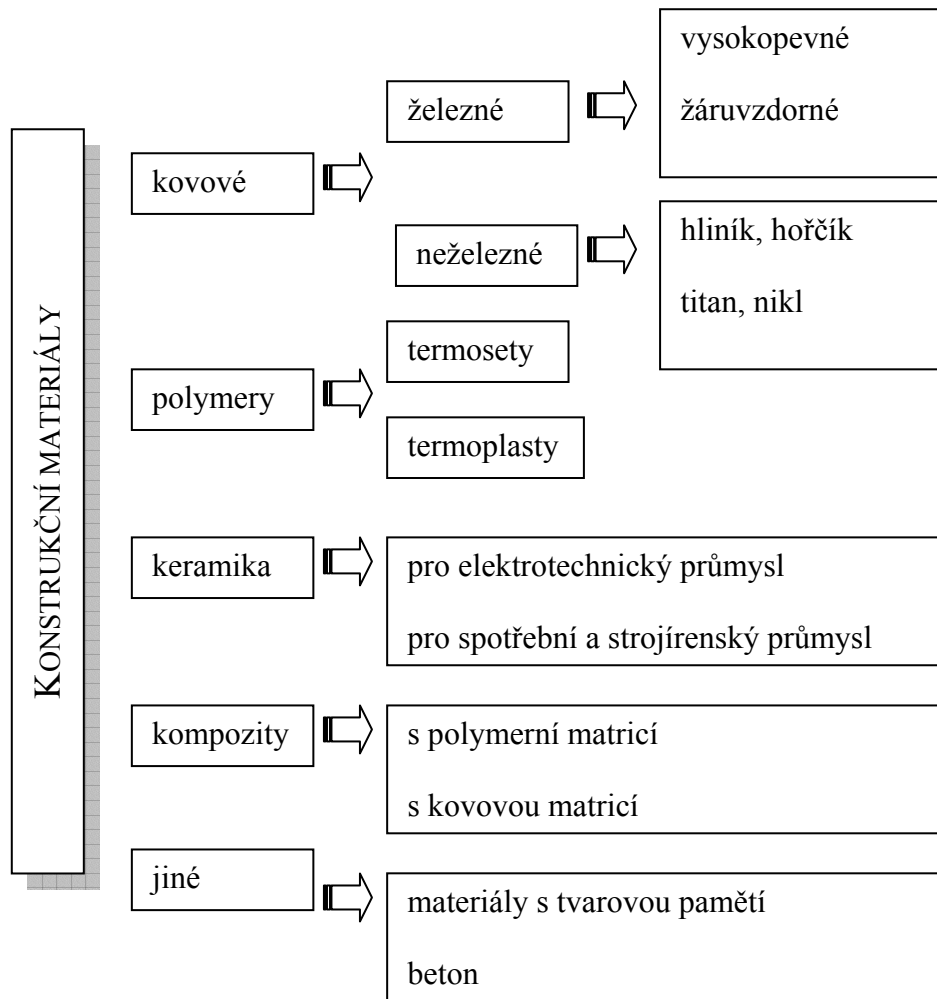 KONSTRUKČNÍ MATERIÁLY
kovové
železné
vysokopevné
žáruvzdorné
neželezné
hliník, hořčík
titan, nikl
polymery
termosety
termoplasty
keramika
pro elektrotechnický průmysl
pro spotřební a strojírenský průmysl
kompozity
s polymerní matricí
s kovovou matricí
jiné
materiály s tvarovou pamětí
beton